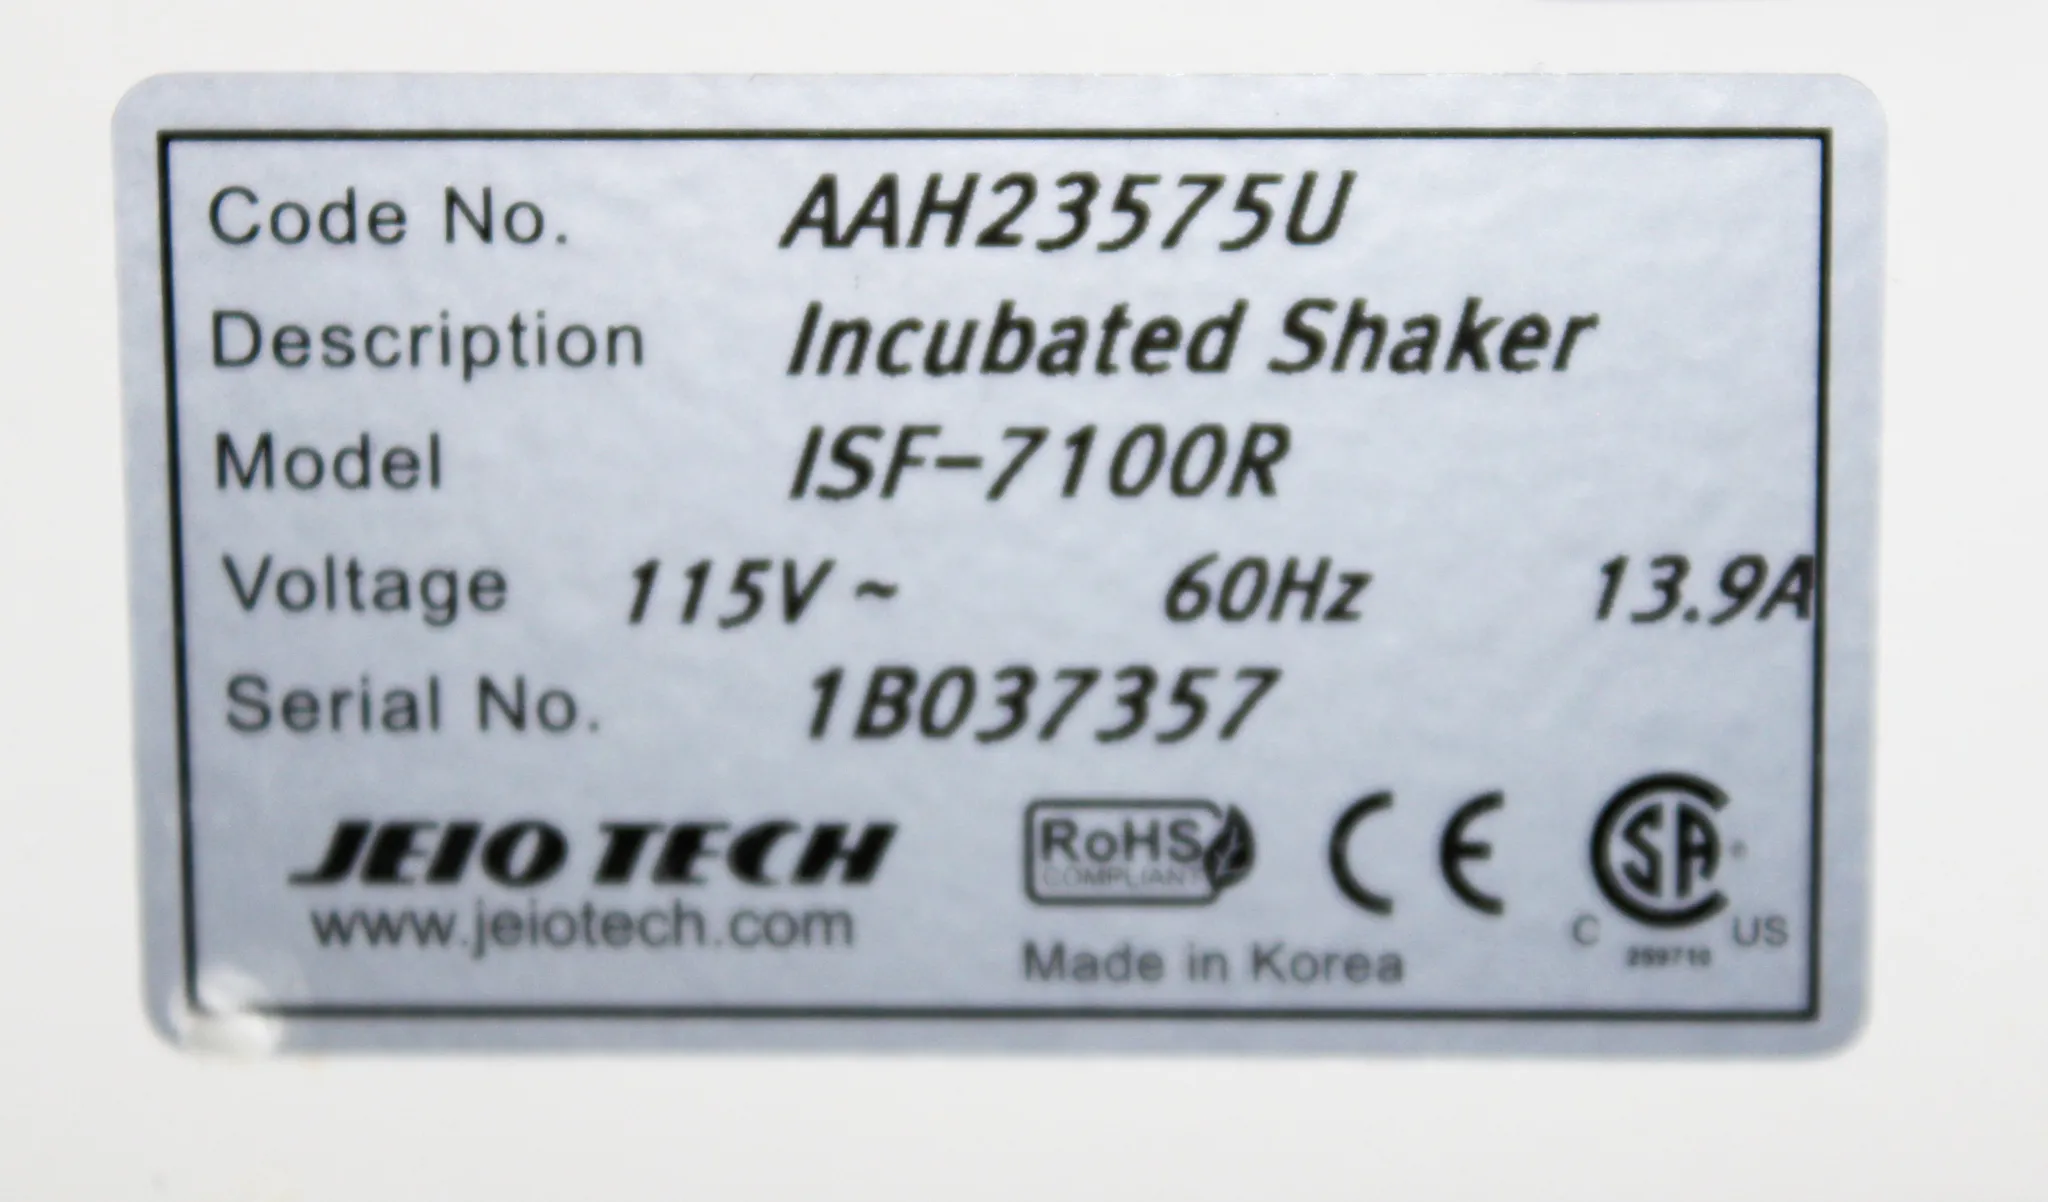 Code No. AAH23575U
Description Incubated Shaker
Model ISF-7100R
Voltage 115V ~ 60Hz 13.9A
Serial No. 1B037357
JEIO TECH
www.jeiotech.com
RoHS
COMPLIANT
CE
SA
®
C US
259710
Made in Korea